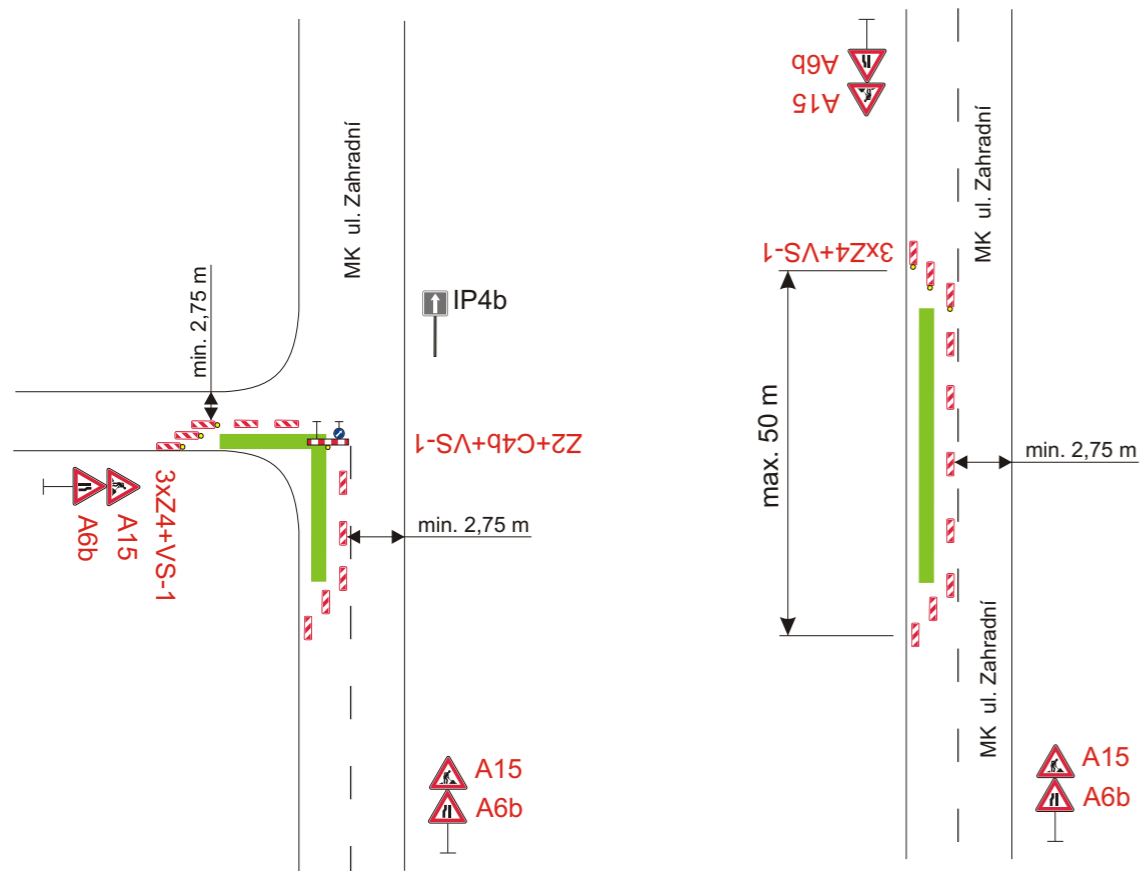 MK ul. Zahradní
IP4b
min. 2,75 m
Z2+C4b+VS-1
3xZ4+VS-1
A15
A6b
min. 2,75 m
A15
A6b
A6b
A15
MK ul. Zahradní
3xZ4+VS-1
max. 50 m
min. 2,75 m
MK ul. Zahradní
A15
A6b